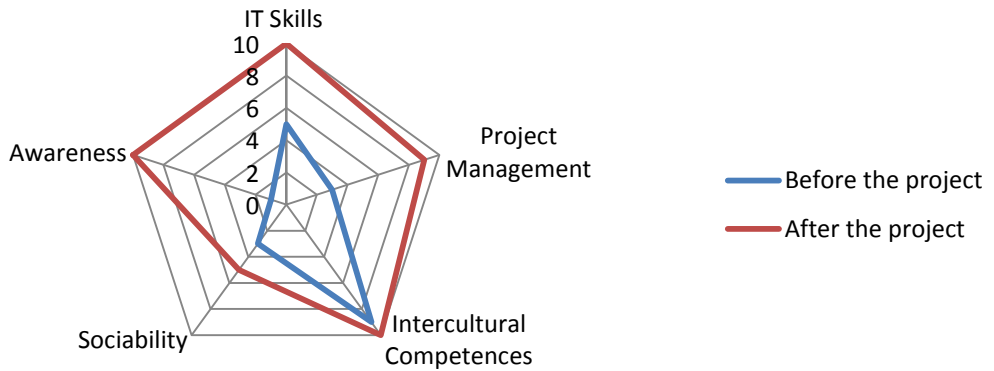 IT Skills
10
8
6
4
2
0
Project
Management
Intercultural
Competences
Sociability
Awareness
Before the project
After the project